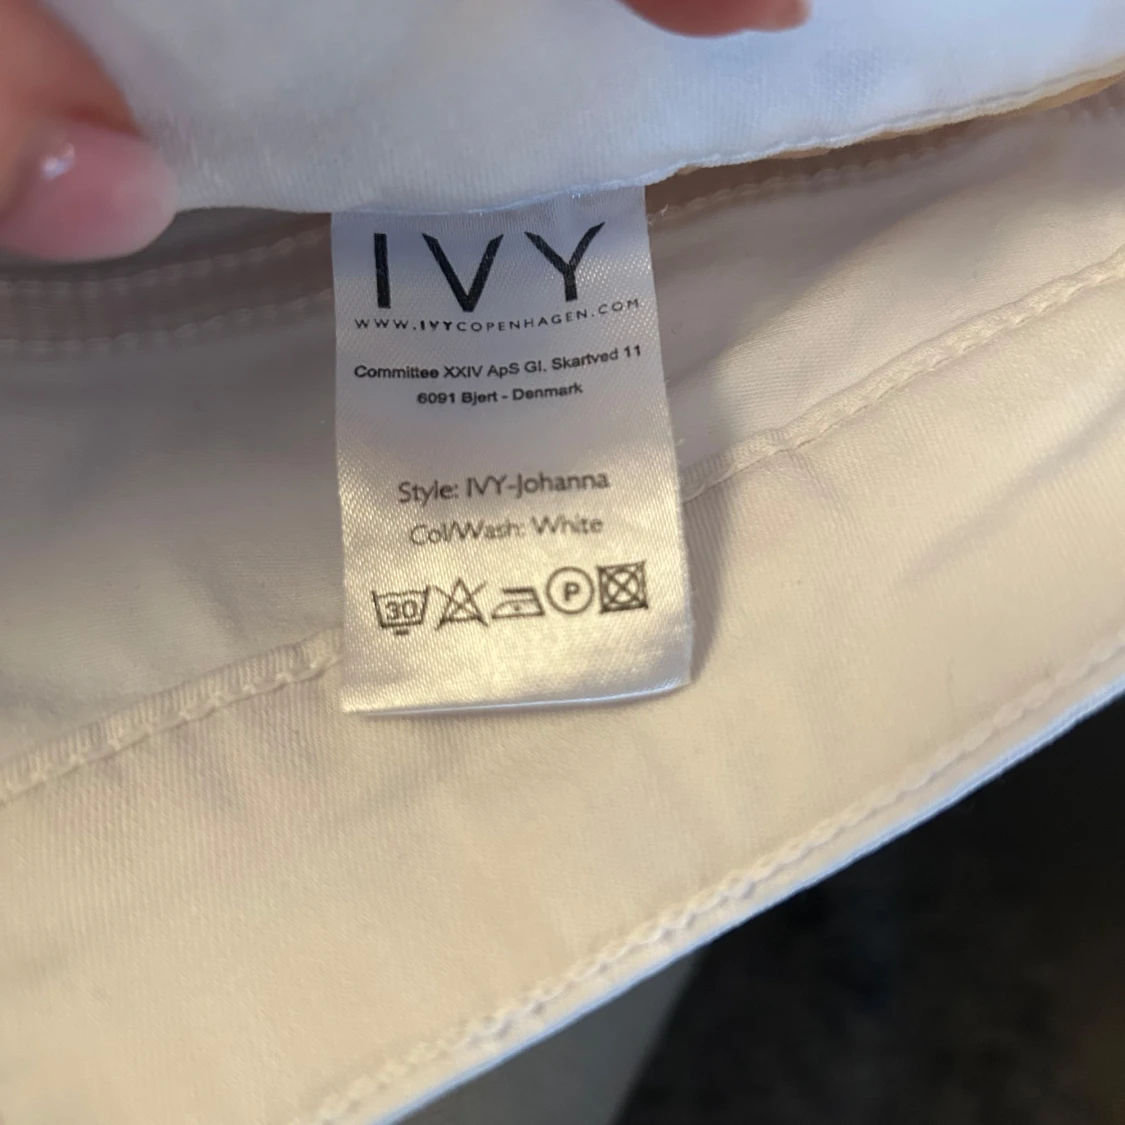 IVY
WWW.IVYCOPENHAGEN.COM
Committee XXIV ApS Gl. Skartved 11
6091 Bjert - Denmark
Style: IVY-Johanna
Col/Wash: White
30 P